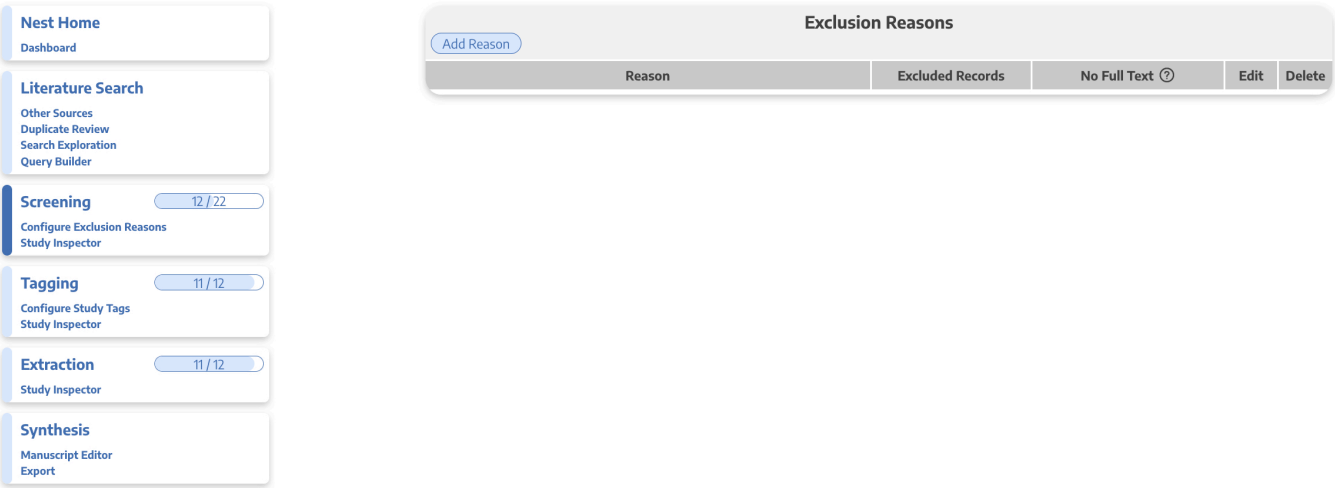 Nest Home
Dashboard
Literature Search
Other Sources
Duplicate Review
Search Exploration
Query Builder
Screening 12 / 22
Configure Exclusion Reasons
Study Inspector
Tagging 11 / 12
Configure Study Tags
Study Inspector
Extraction 11 / 12
Study Inspector
Synthesis
Manuscript Editor
Export
Exclusion Reasons
Add Reason
Reason Excluded Records No Full Text ? Edit Delete